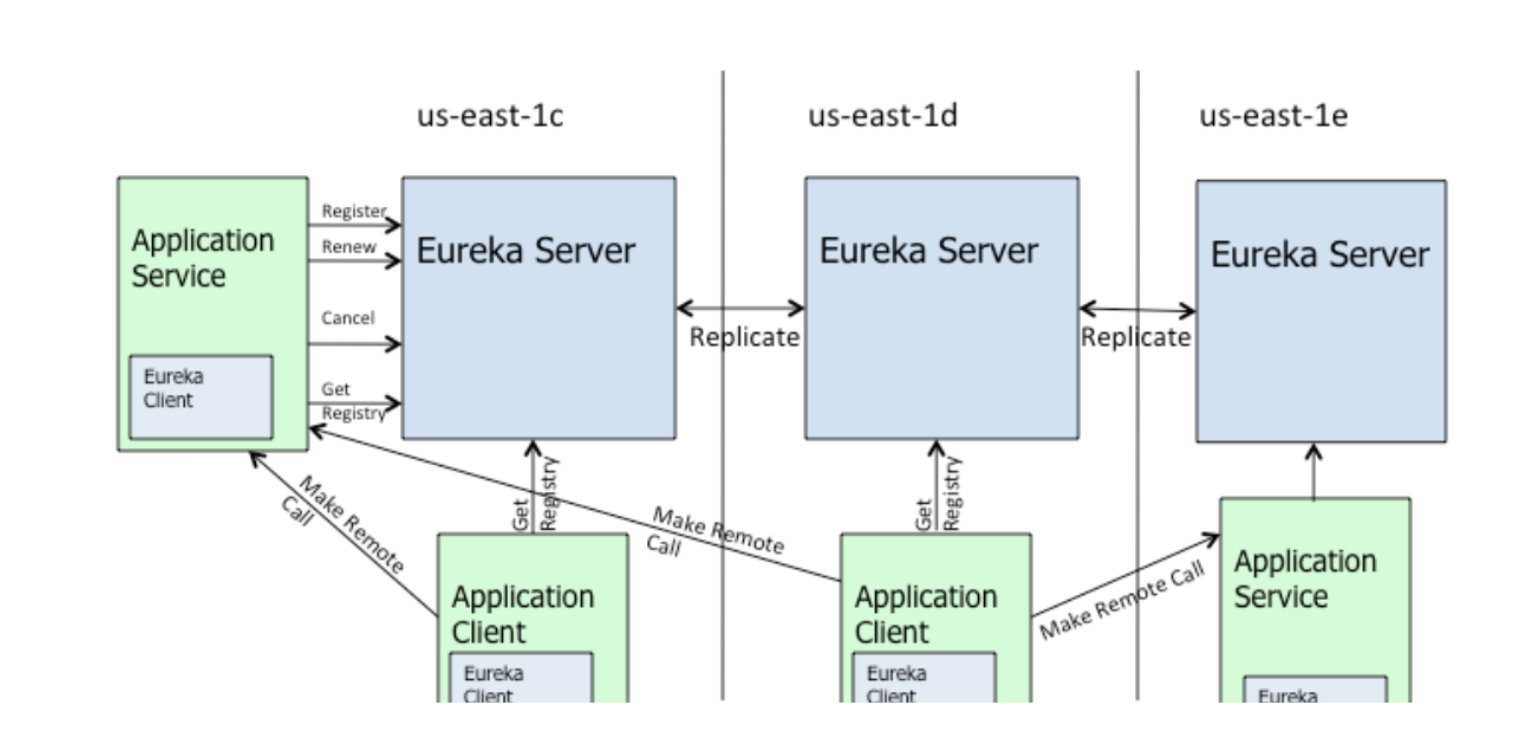 us-east-1c
us-east-1d
us-east-1e
Application
Service
Eureka
Client
Register
Renew
Cancel
Get
Registry
Eureka Server
Replicate
Eureka Server
Replicate
Eureka Server
Make Remote
Call
Get
Registry
Make Remote
Call
Get
Registry
Make Remote Call
Application
Client
Eureka
Client
Application
Client
Eureka
Client
Application
Service
Eureka